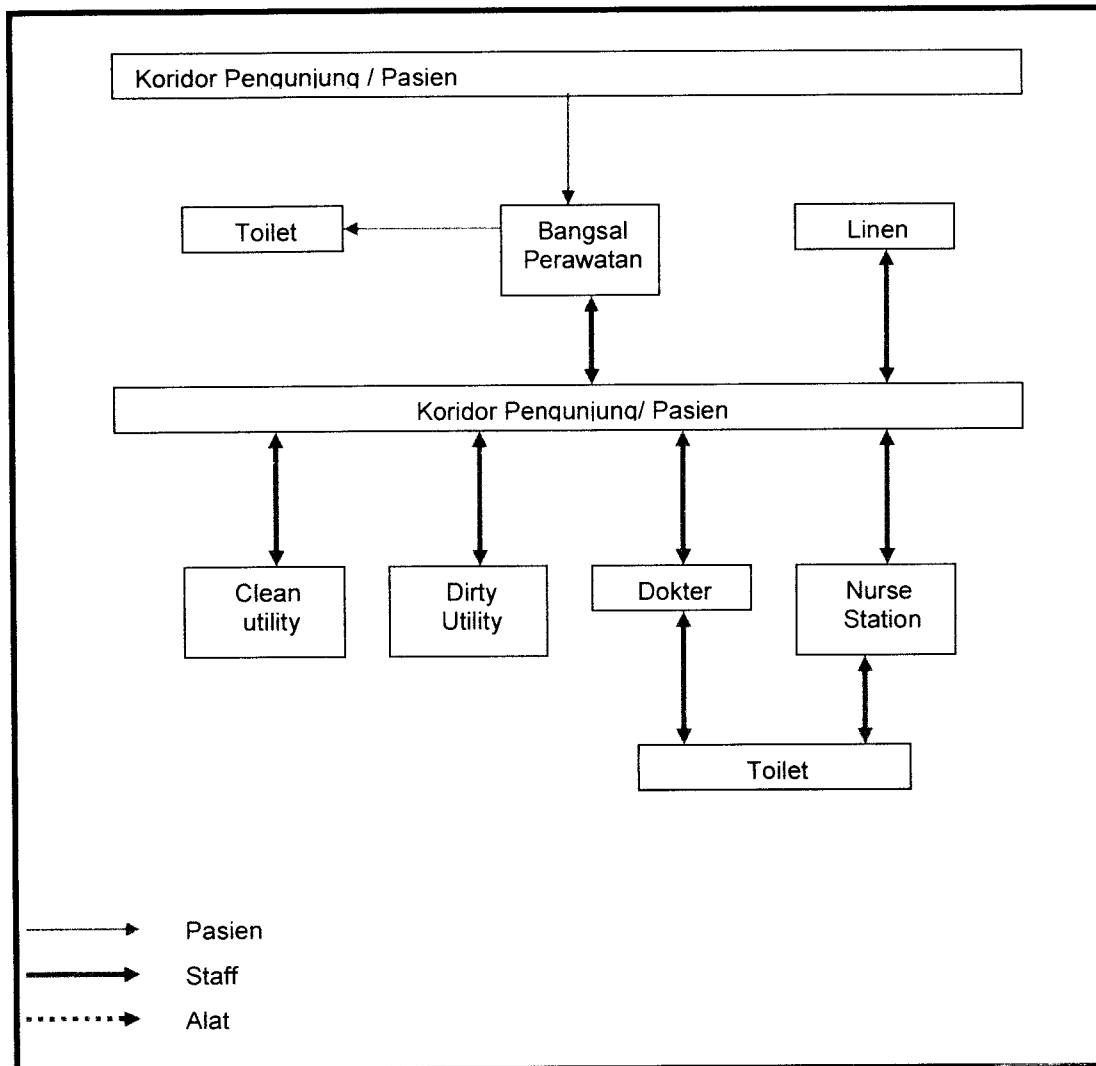 Koridor Pengunjung / Pasien
Toilet
Bangsal
Perawatan
Linen
Koridor Pengunjung/ Pasien
Clean
utility
Dirty
Utility
Dokter
Nurse
Station
Toilet
Pasien
Staff
Alat